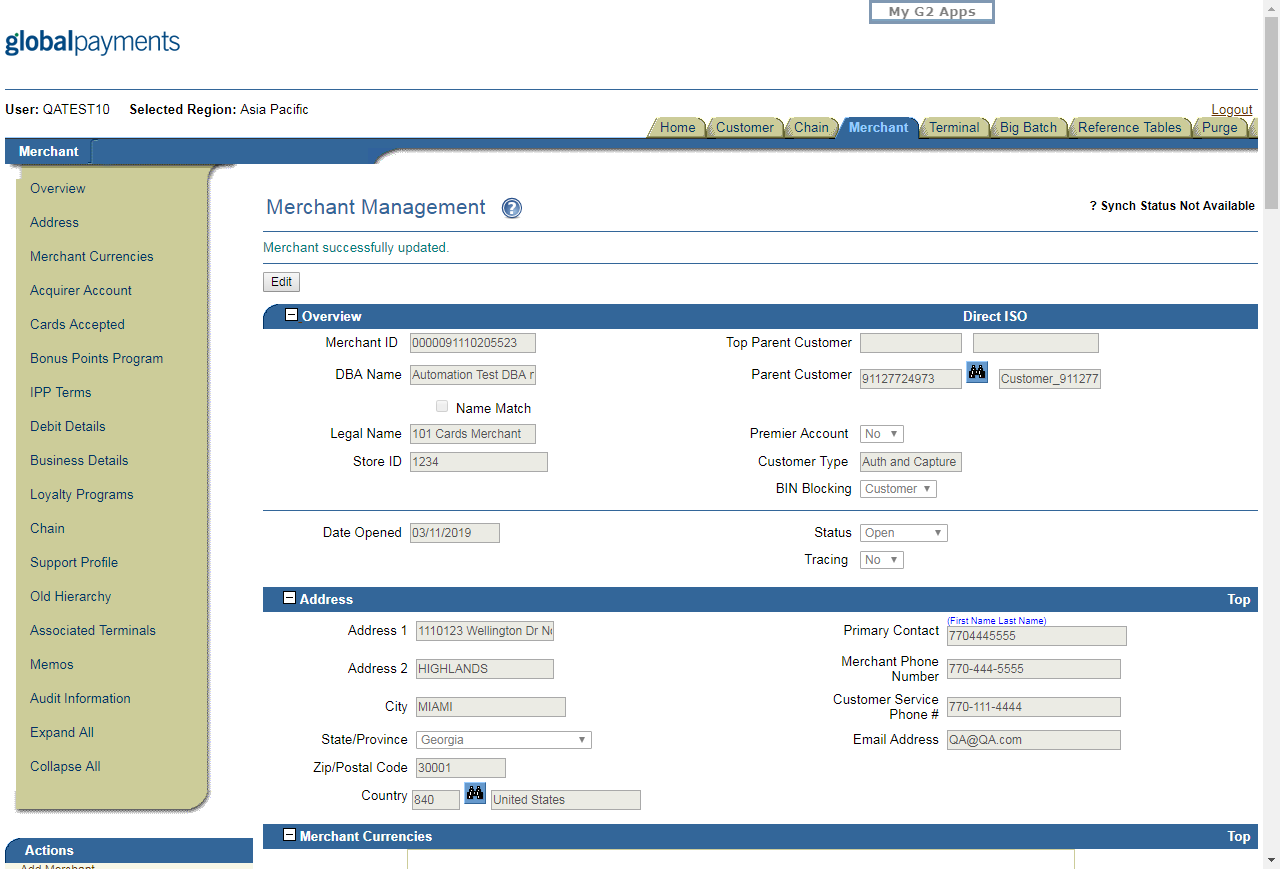 My G2 Apps
globalpayments
User: QATEST10 Selected Region: Asia Pacific
Logout
Home Customer Chain Merchant Terminal Big Batch Reference Tables Purge
Merchant
Overview
Address
Merchant Currencies
Acquirer Account
Cards Accepted
Bonus Points Program
IPP Terms
Debit Details
Business Details
Loyalty Programs
Chain
Support Profile
Old Hierarchy
Associated Terminals
Memos
Audit Information
Expand All
Collapse All
Actions
Add Merchant
Merchant Management ?
? Synch Status Not Available
Merchant successfully updated.
Edit
Overview Direct ISO
Merchant ID 0000091110205523 Top Parent Customer
DBA Name Automation Test DBA Parent Customer 91127724973 Customer_911277
Name Match
Legal Name 101 Cards Merchant Premier Account No
Store ID 1234 Customer Type Auth and Capture
BIN Blocking Customer
Date Opened 03/11/2019 Status Open
Tracing No
Address Top
(First Name Last Name)
Address 1 1110123 Wellington Dr Primary Contact 7704445555
Merchant Phone
Address 2 HIGHLANDS Number 770-444-5555
Customer Service
City MIAMI Phone # 770-111-4444
State/Province Georgia Email Address QA@QA.com
Zip/Postal Code 30001
Country 840 United States
Merchant Currencies Top